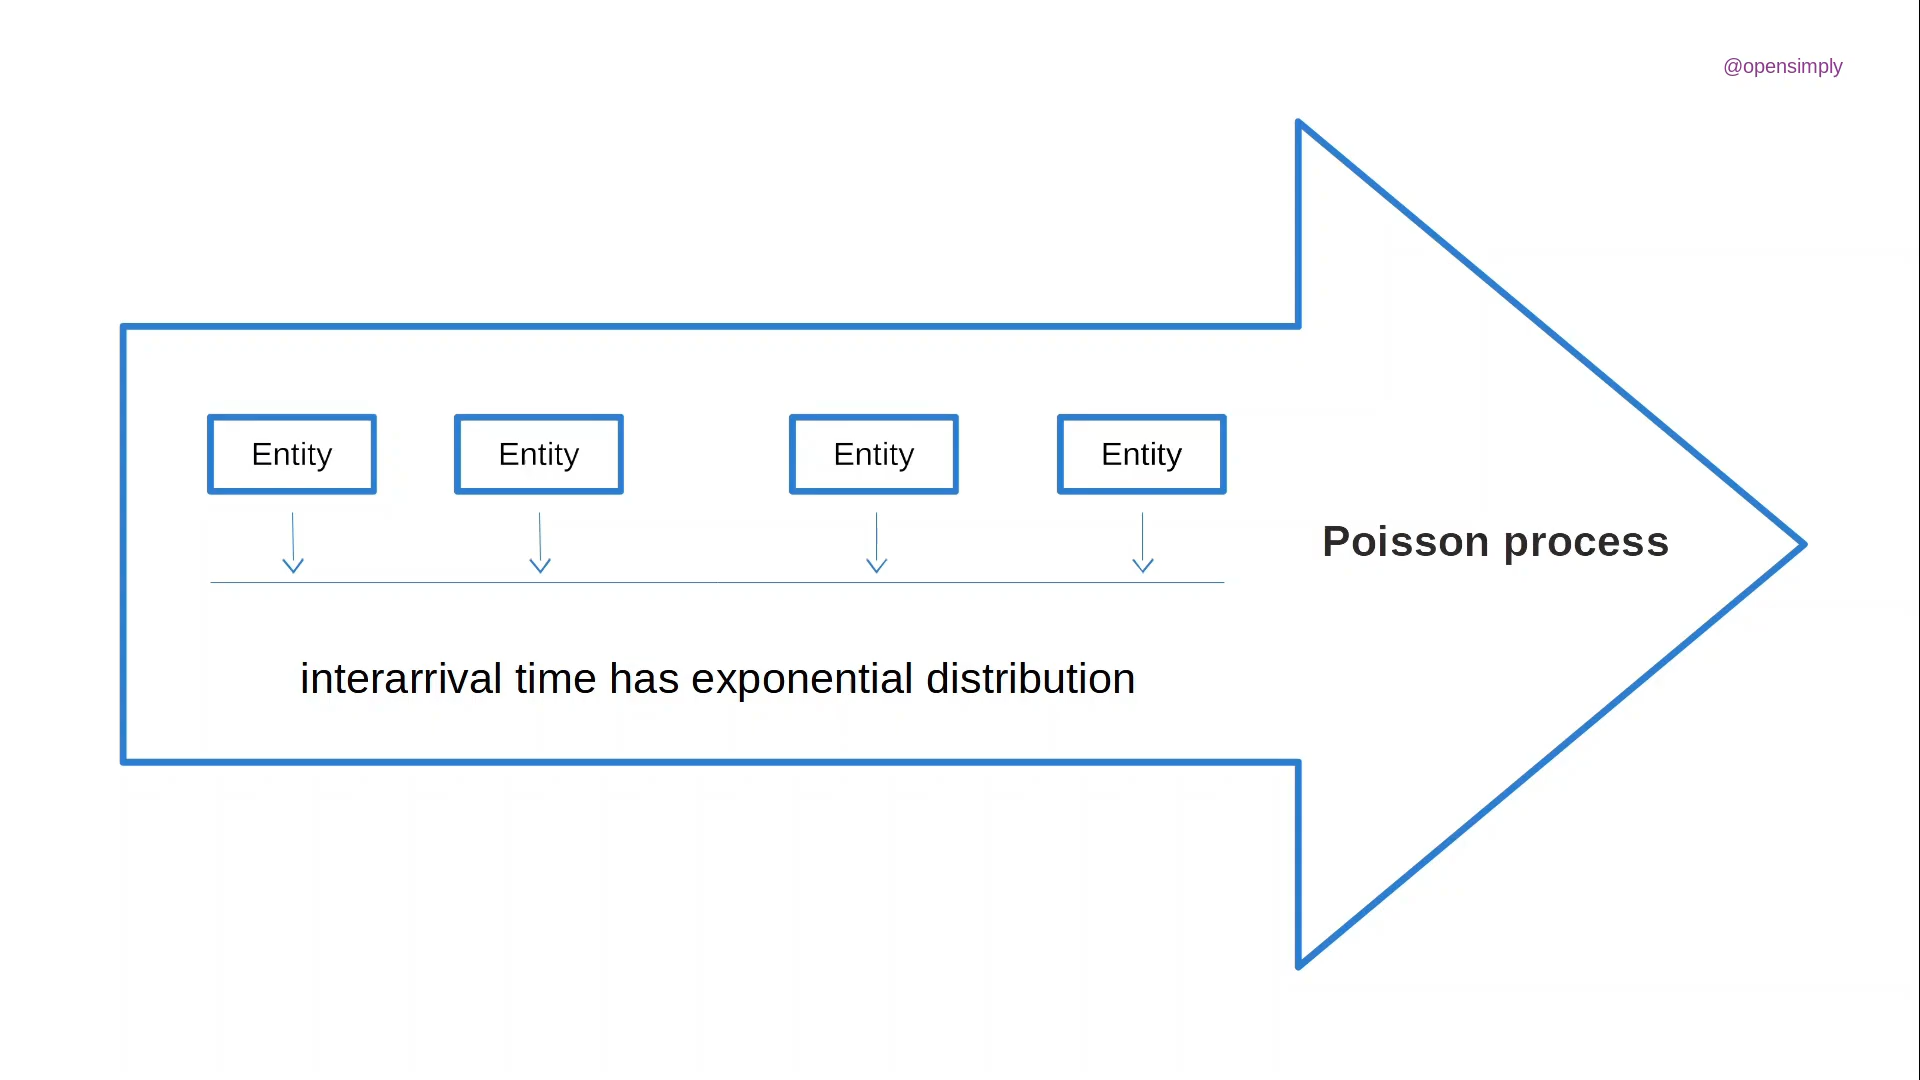 @opensimply
Entity Entity Entity Entity
Poisson process
interarrival time has exponential distribution